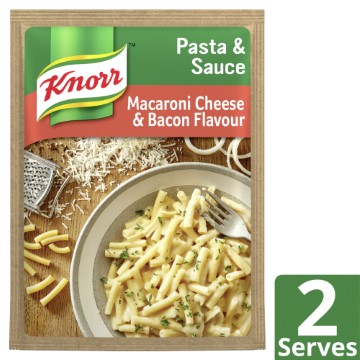 Knorr
Pasta &
Sauce
Macaroni Cheese
& Bacon Flavour
2
Serves